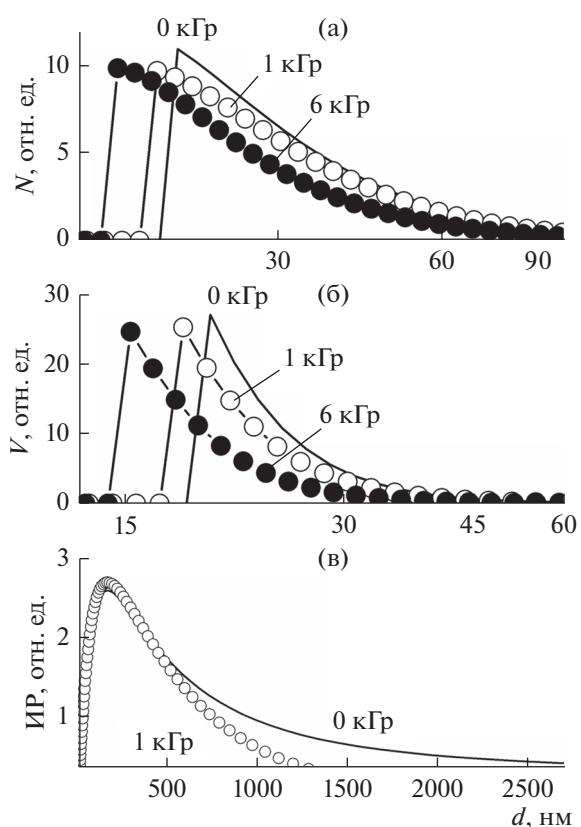 (а)
0 кГр
1 кГр
6 кГр
N, отн. ед.
10
5
0
30
60
90
(б)
0 кГр
1 кГр
6 кГр
V, отн. ед.
30
20
10
0
15
30
45
60
(в)
0 кГр
1 кГр
ИР, отн. ед.
3
2
1
500
1000
1500
2000
2500
d, нм